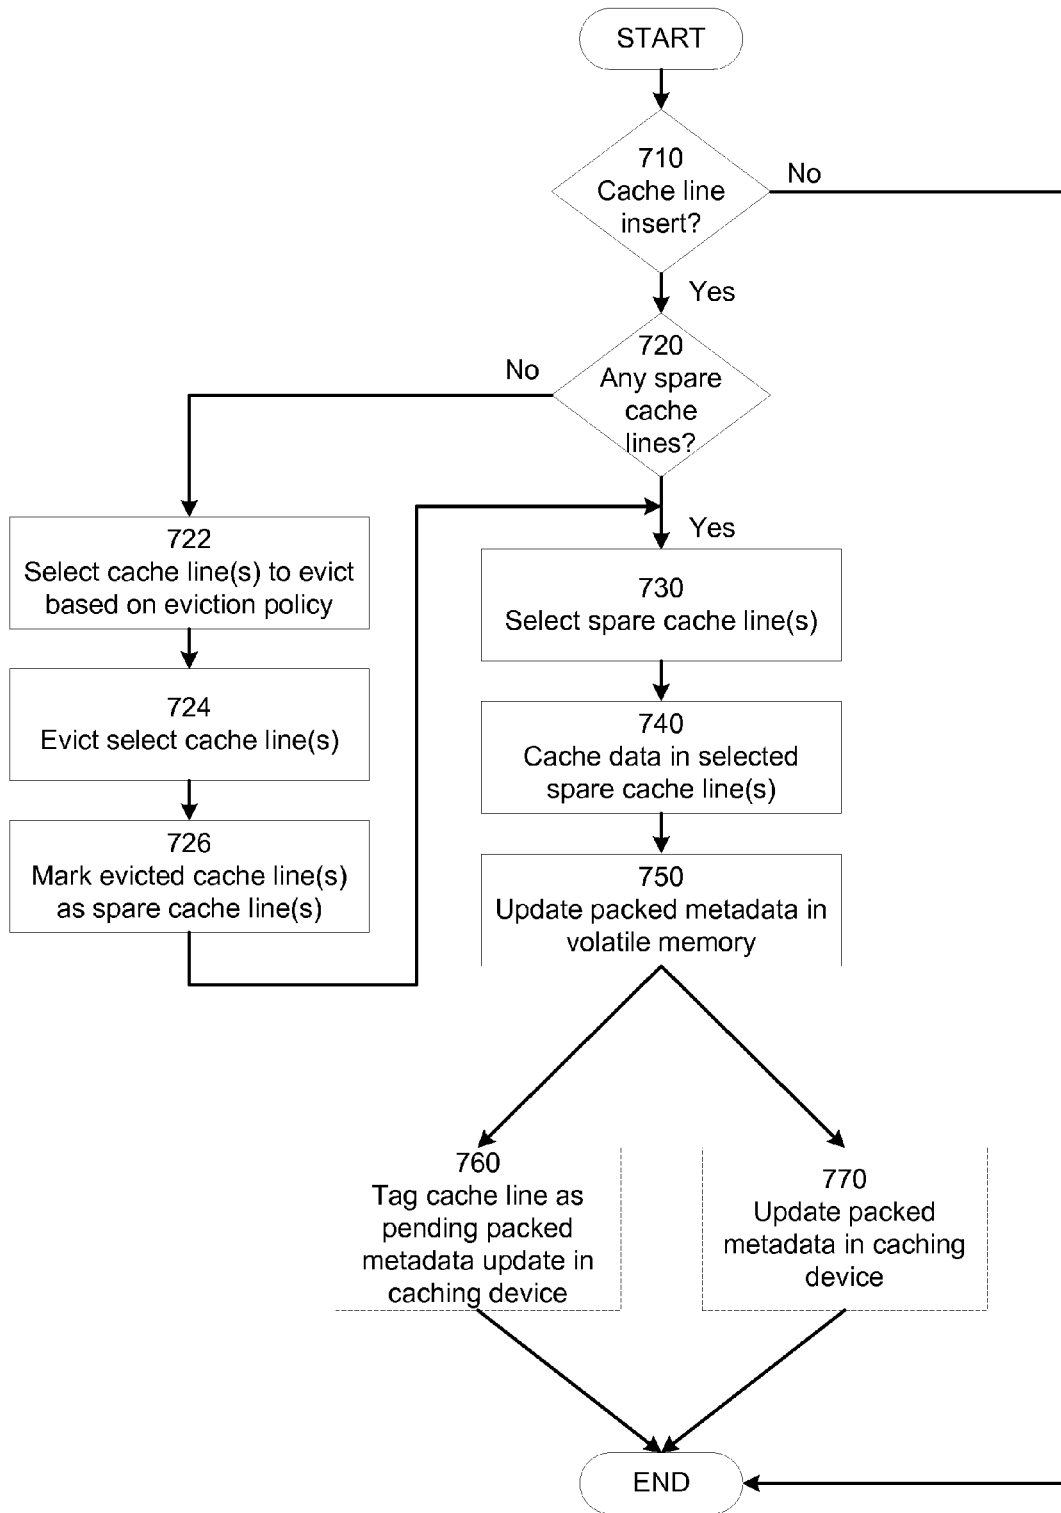 START
710
Cache line
insert?
No
Yes
720
Any spare
cache
lines?
No
Yes
722
Select cache line(s) to evict
based on eviction policy
724
Evict select cache line(s)
726
Mark evicted cache line(s)
as spare cache line(s)
730
Select spare cache line(s)
740
Cache data in selected
spare cache line(s)
750
Update packed metadata in
volatile memory
760
Tag cache line as
pending packed
metadata update in
caching device
770
Update packed
metadata in caching
device
END